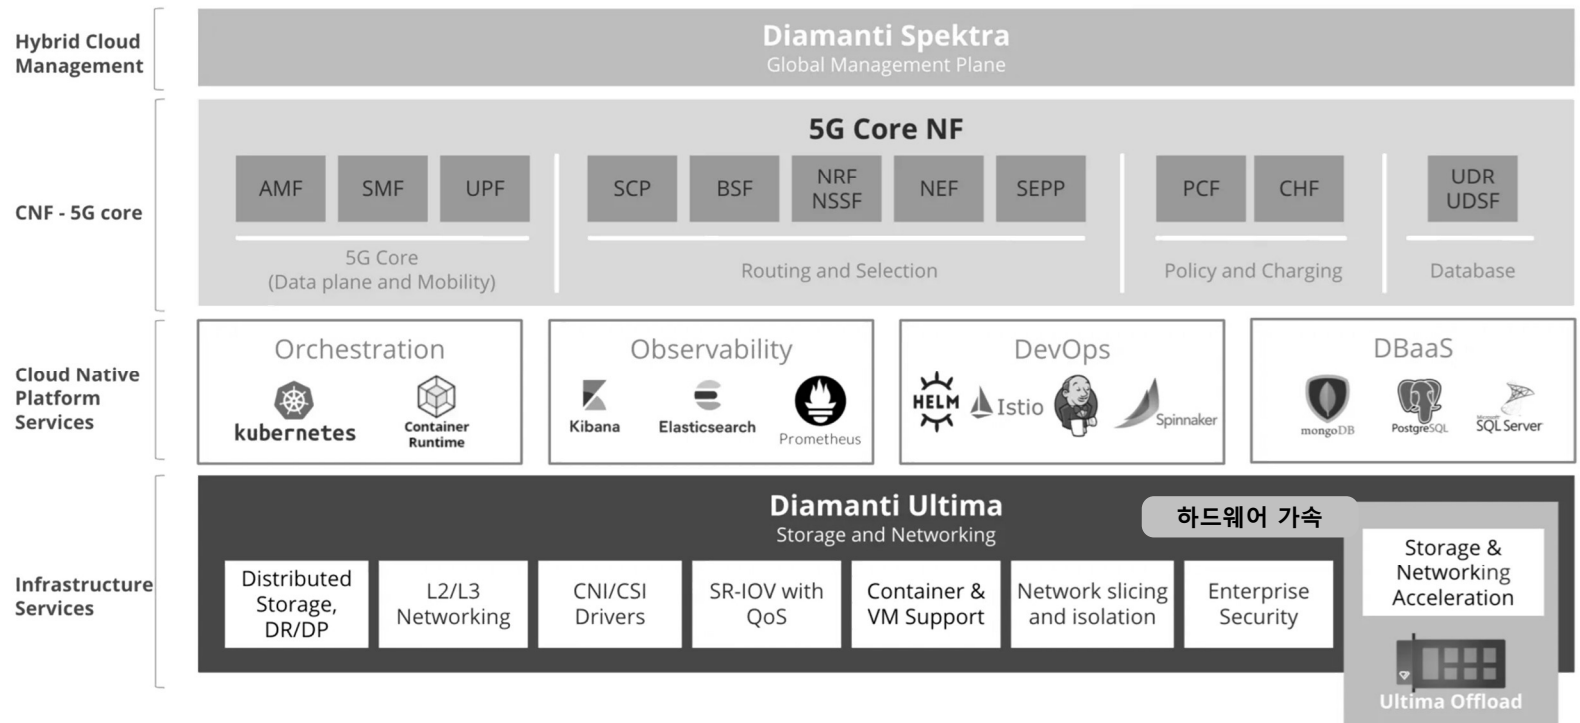 Hybrid Cloud
Management
Diamanti Spektra
Global Management Plane
CNF - 5G core
5G Core NF
AMF
SMF
UPF
SCP
BSF
NRF
NSSF
NEF
SEPP
PCF
CHF
UDR
UDSF
5G Core
(Data plane and Mobility)
Routing and Selection
Policy and Charging
Database
Cloud Native
Platform
Services
Orchestration
kubernetes
Container
Runtime
Observability
Kibana
Elasticsearch
Prometheus
DevOps
HELM
Istio
Spinnaker
DBaaS
mongoDB
PostgreSQL
Microsoft
SQL Server
Infrastructure
Services
Diamanti Ultima
Storage and Networking
하드웨어 가속
Distributed
Storage,
DR/DP
L2/L3
Networking
CNI/CSI
Drivers
SR-IOV with
QoS
Container &
VM Support
Network slicing
and isolation
Enterprise
Security
Storage &
Networking
Acceleration
Ultima Offload